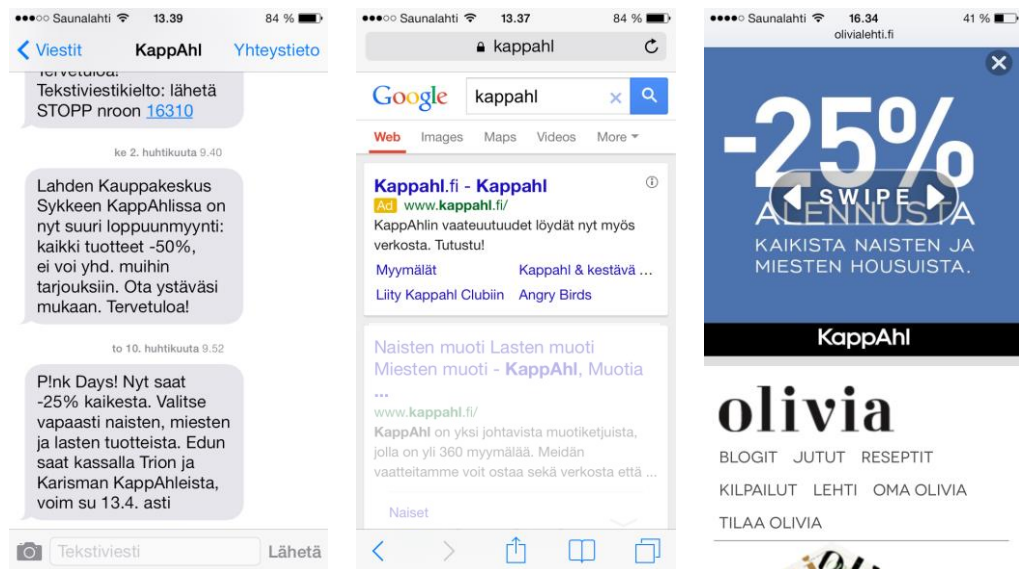 Saunalahti 13.39 84 %
Viestit KappAhl Yhteystieto
Tervetuloa!
Tekstiviestikielto: lähetä
STOPP nroon 16310
ke 2. huhtikuuta 9.40
Lahden Kauppakeskus
Sykkeen KappAhlissa on
nyt suuri loppuunmyynti:
kaikki tuotteet -50%,
ei voi yhd. muihin
tarjouksiin. Ota ystäväsi
mukaan. Tervetuloa!
to 10. huhtikuuta 9.52
P!nk Days! Nyt saat
-25% kaikesta. Valitse
vapaasti naisten, miesten
ja lasten tuotteista. Edun
saat kassalla Trion ja
Karisman KappAhleista,
voim su 13.4. asti
Tekstiviesti Lähetä
Saunalahti 13.37 84 %
kappahl
Google kappahl
Web Images Maps Videos More
Kappahl.fi - Kappahl
Ad www.kappahl.fi/
KappAhlin vaateuutuudet löydät nyt myös
verkosta. Tutustu!
Myymälät Kappahl & kestävä ...
Liity Kappahl Clubiin Angry Birds
Naisten muoti Lasten muoti
Miesten muoti - KappAhl, Muotia
...
www.kappahl.fi/
KappAhl on yksi johtavista muotiketjuista,
jolla on yli 360 myymälää. Meidän
vaatteitamme voit ostaa sekä verkosta että ...
Naiset
Saunalahti 16.34 41 %
olivialehti.fi
-25%
SWIPE
ALENNUSTA
KAIKISTA NAISTEN JA
MIESTEN HOUSUISTA.
KappAhl
olivia
BLOGIT JUTUT RESEPTIT
KILPAILUT LEHTI OMA OLIVIA
TILAA OLIVIA